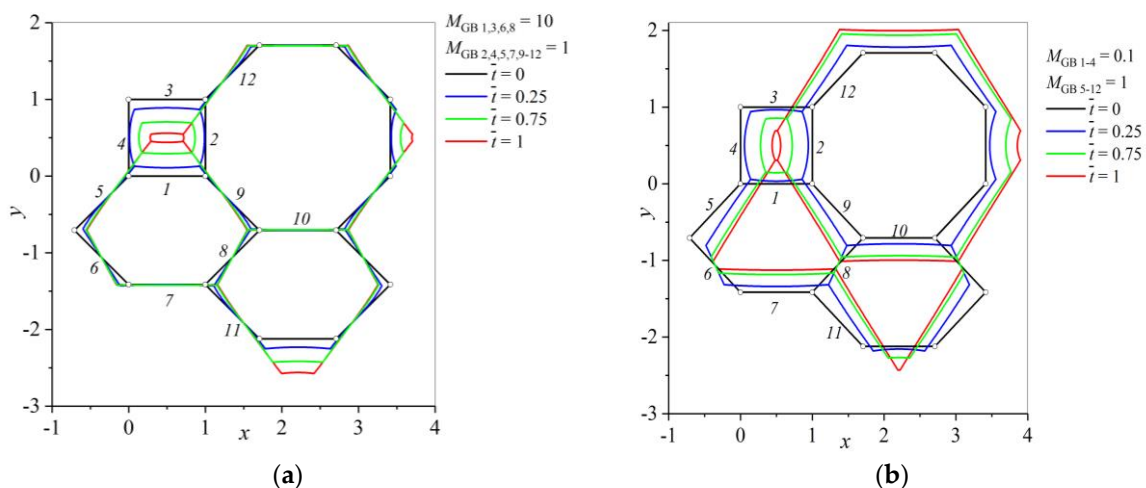 2
1
0
-1
-2
-3
y
-1 0 1 2 3 4
x
3
12
4
2
1
5
9
10
6
8
7
11
M_GB 1,3,6,8 = 10
M_GB 2,4,5,7,9-12 = 1
t̄ = 0
t̄ = 0.25
t̄ = 0.75
t̄ = 1
(a)
2
1
0
-1
-2
-3
y
-1 0 1 2 3 4
x
3
12
4
2
1
5
9
10
6
8
7
11
M_GB 1-4 = 0.1
M_GB 5-12 = 1
t̄ = 0
t̄ = 0.25
t̄ = 0.75
t̄ = 1
(b)